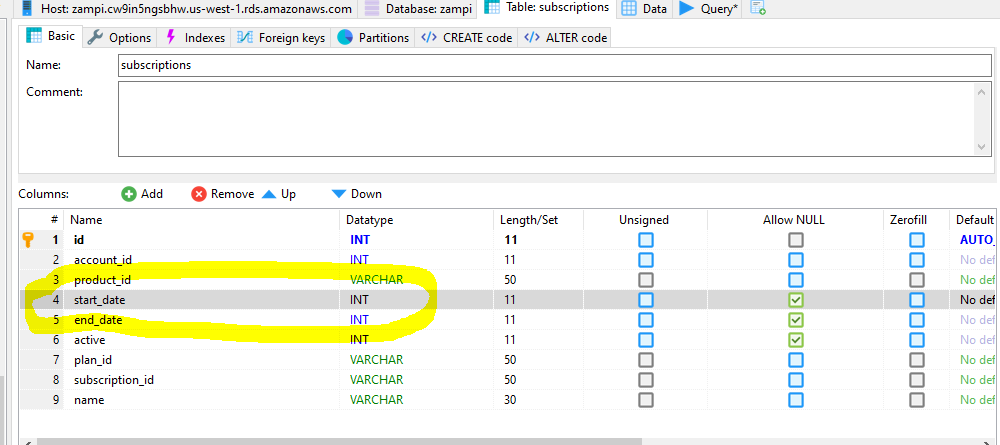 Host: zampi.cw9in5ngsbhw.us-west-1.rds.amazonaws.com Database: zampi Table: subscriptions Data Query*
Basic Options Indexes Foreign keys Partitions CREATE code ALTER code
Name: subscriptions
Comment:
Columns: Add Remove Up Down
# Name Datatype Length/Set Unsigned Allow NULL Zerofill Default
1 id INT 11 AUTO_
2 account_id INT 11 No def
3 product_id VARCHAR 50 No def
4 start_date INT 11 No def
5 end_date INT 11 No def
6 active INT 11 No def
7 plan_id VARCHAR 50 No def
8 subscription_id VARCHAR 50 No def
9 name VARCHAR 30 No def